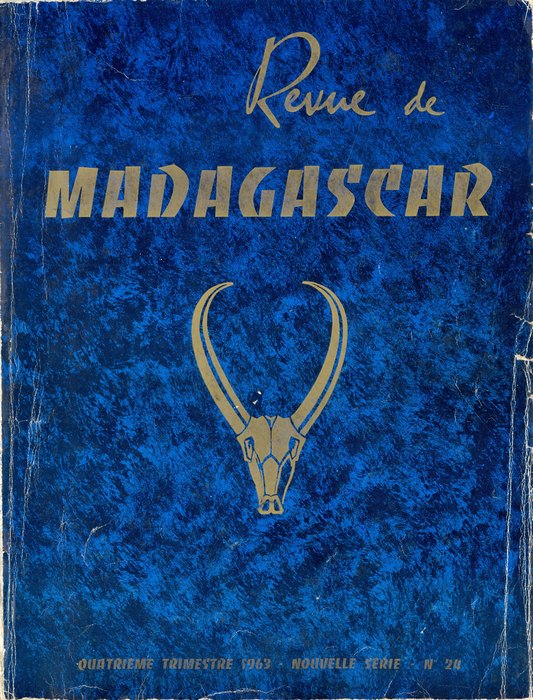 Revue de
MADAGASCAR
QUATRIEME TRIMESTRE 1963 - NOUVELLE SERIE - N° 24